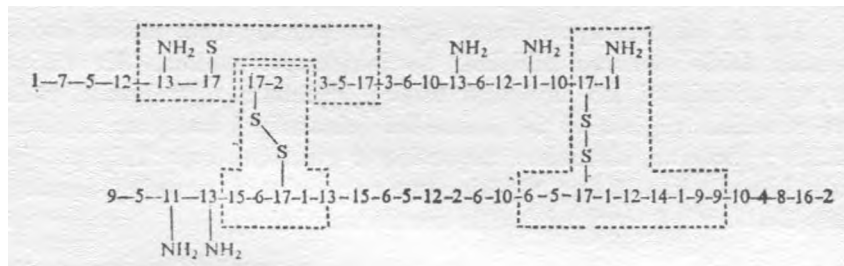 NH₂ S NH₂ NH₂ NH₂
1—7—5—12—13—17 17-2 3-5-17-3-6-10-13-6-12-11-10-17-11
S S
S S
9—5—11—13-15-6-17-1-13-15-6-5-12-2-6-10-6-5-17-1-12-14-1-9-9-10-4-8-16-2
NH₂ NH₂